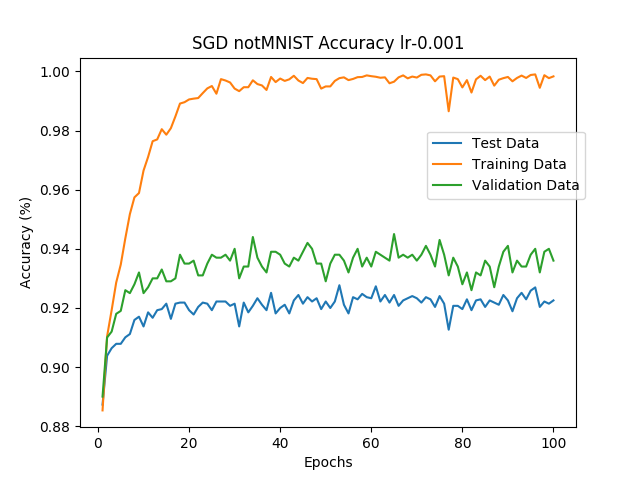 SGD notMNIST Accuracy lr-0.001
Accuracy (%)
1.00
0.98
0.96
0.94
0.92
0.90
0.88
Test Data
Training Data
Validation Data
0 20 40 60 80 100
Epochs